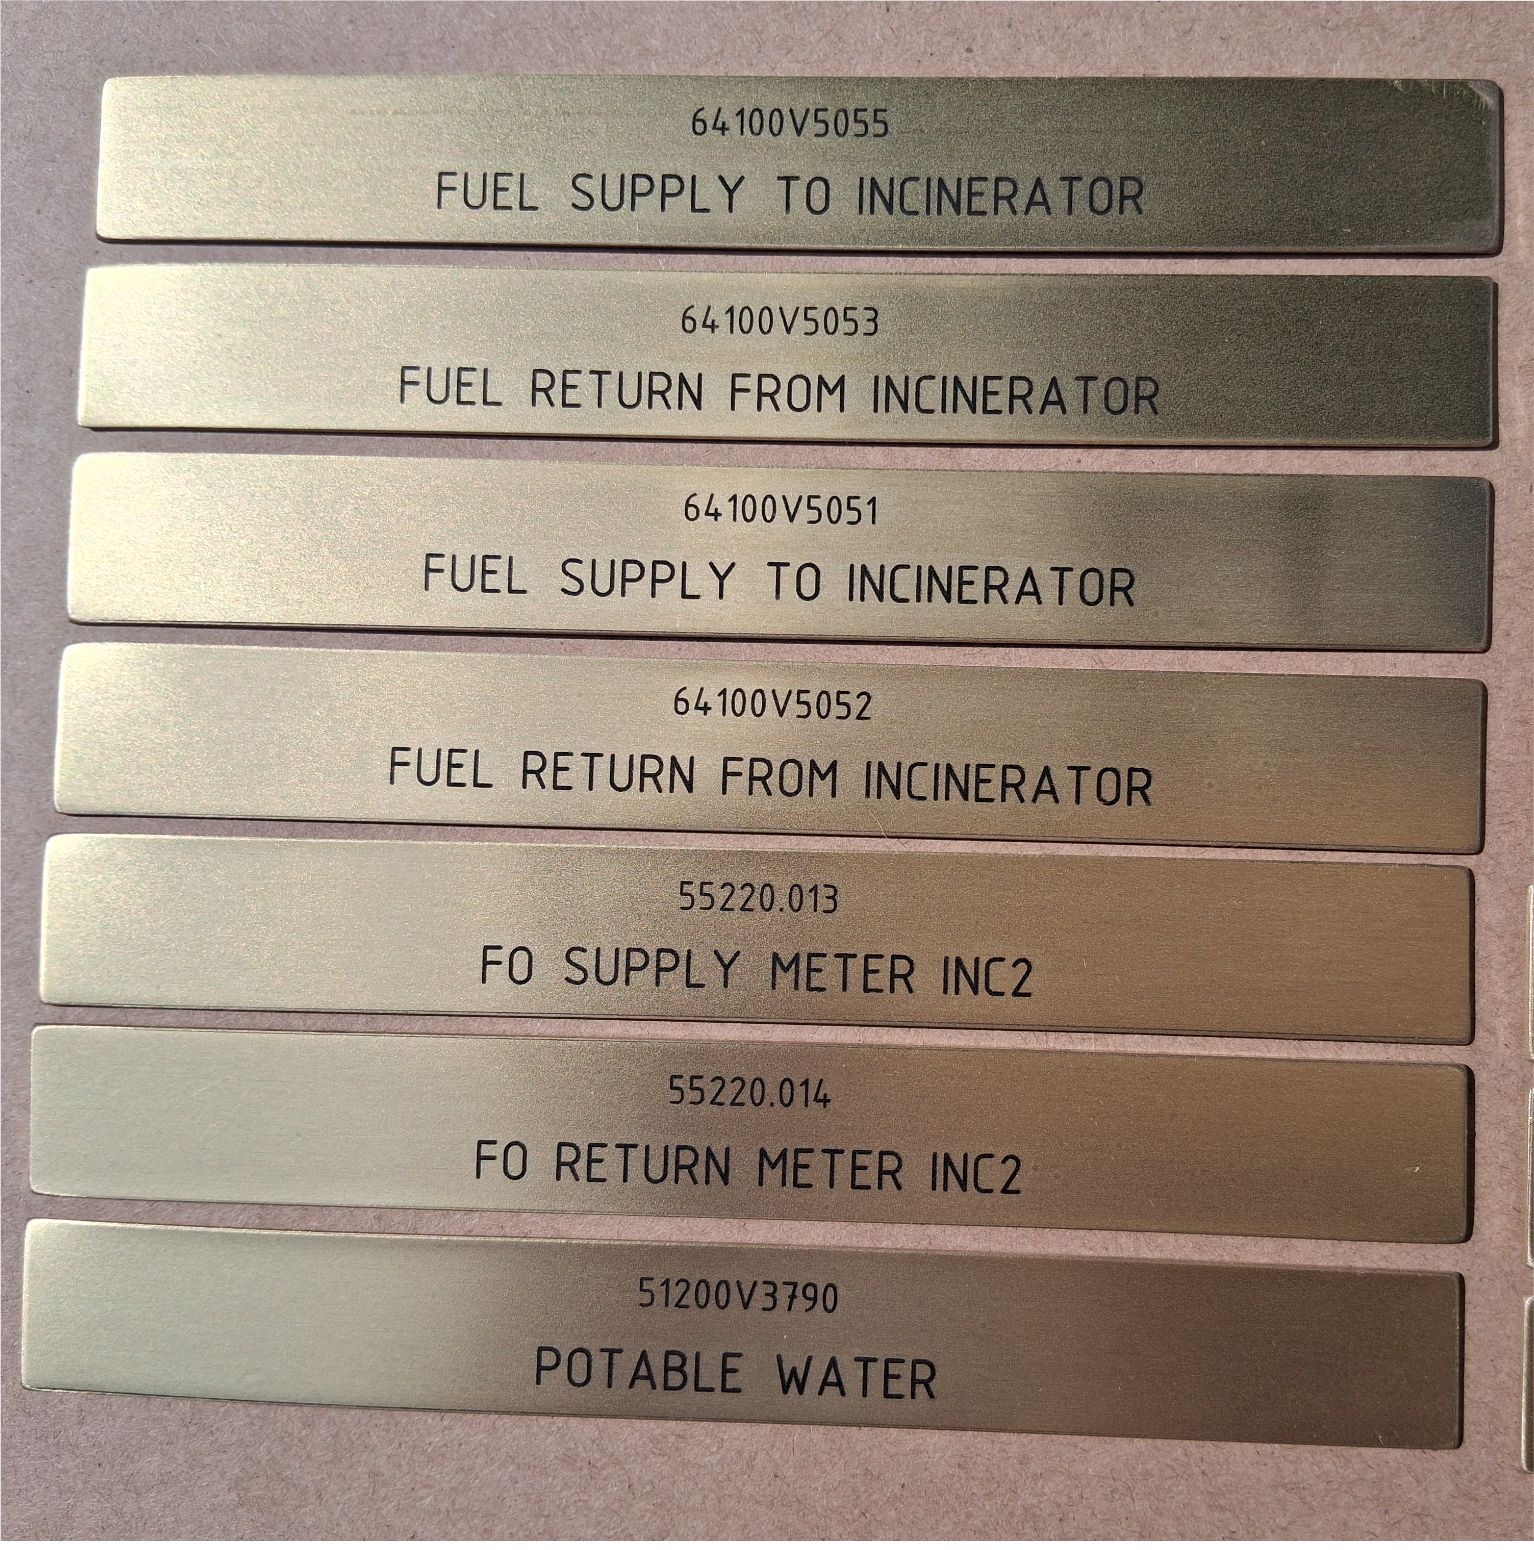 64100V5055
FUEL SUPPLY TO INCINERATOR
64100V5053
FUEL RETURN FROM INCINERATOR
64100V5051
FUEL SUPPLY TO INCINERATOR
64100V5052
FUEL RETURN FROM INCINERATOR
55220.013
FO SUPPLY METER INC2
55220.014
FO RETURN METER INC2
51200V3790
POTABLE WATER